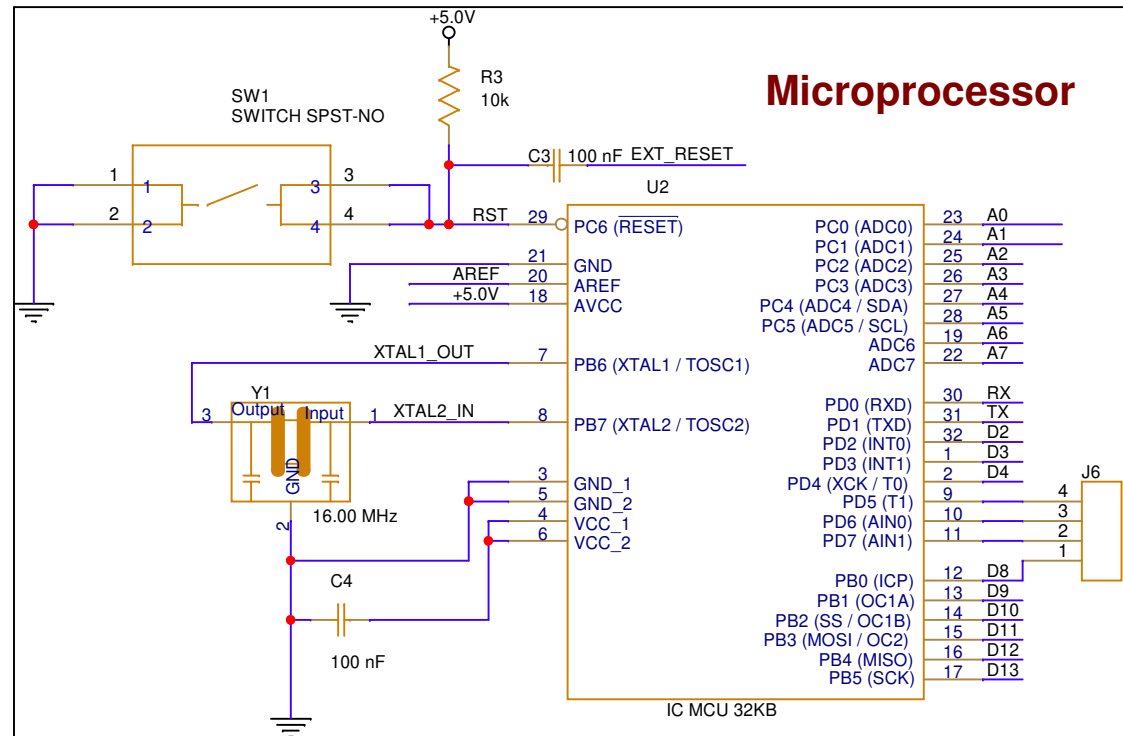 +5.0V
R3
10k
Microprocessor
SW1
SWITCH SPST-NO
C3 100 nF EXT_RESET
U2
1 1 3 3
2 2 4 4
RST 29 PC6 (RESET)
21 GND
AREF 20 AREF
+5.0V 18 AVCC
XTAL1_OUT 7 PB6 (XTAL1 / TOSC1)
Y1
3 Output Input 1 XTAL2_IN 8 PB7 (XTAL2 / TOSC2)
GND
2
16.00 MHz
3 GND_1
5 GND_2
4 VCC_1
6 VCC_2
C4
100 nF
PC0 (ADC0) 23 A0
PC1 (ADC1) 24 A1
PC2 (ADC2) 25 A2
PC3 (ADC3) 26 A3
PC4 (ADC4 / SDA) 27 A4
PC5 (ADC5 / SCL) 28 A5
ADC6 19 A6
ADC7 22 A7
PD0 (RXD) 30 RX
PD1 (TXD) 31 TX
PD2 (INT0) 32 D2
PD3 (INT1) 1 D3
PD4 (XCK / T0) 2 D4
PD5 (T1) 9
PD6 (AIN0) 10
PD7 (AIN1) 11
J6
4
3
2
1
PB0 (ICP) 12 D8
PB1 (OC1A) 13 D9
PB2 (SS / OC1B) 14 D10
PB3 (MOSI / OC2) 15 D11
PB4 (MISO) 16 D12
PB5 (SCK) 17 D13
IC MCU 32KB